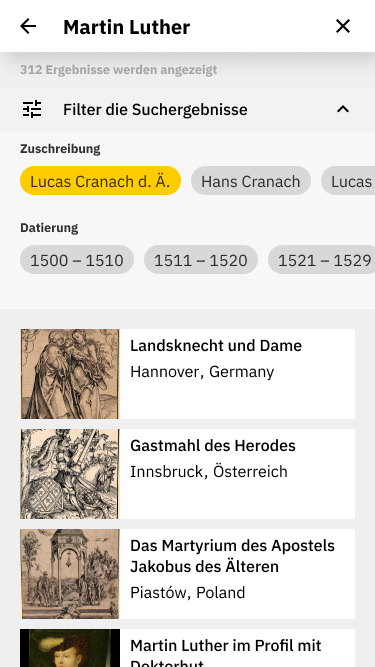 Martin Luther
312 Ergebnisse werden angezeigt
Filter die Suchergebnisse
Zuschreibung
Lucas Cranach d. Ä. Hans Cranach Lucas
Datierung
1500 – 1510 1511 – 1520 1521 – 1529
Landsknecht und Dame
Hannover, Germany
Gastmahl des Herodes
Innsbruck, Österreich
Das Martyrium des Apostels
Jakobus des Älteren
Piastów, Poland
Martin Luther im Profil mit
Doktorhut